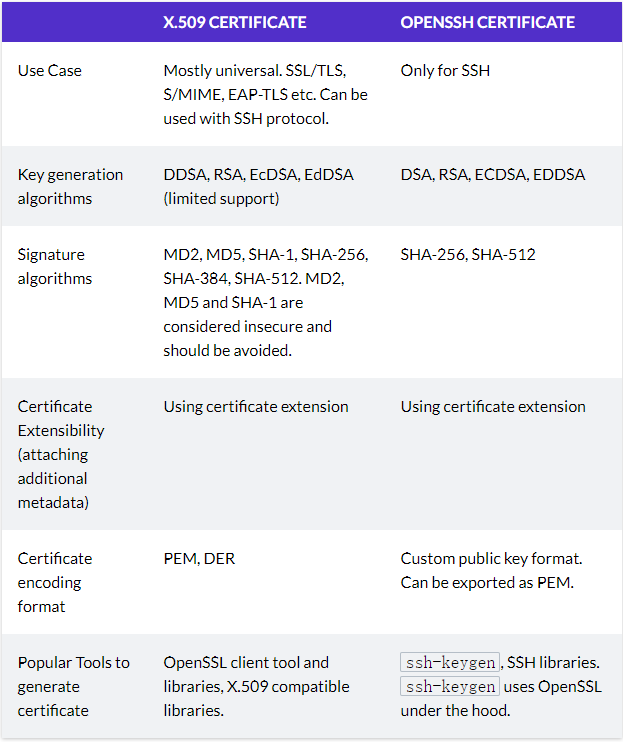 X.509 CERTIFICATE OPENSSH CERTIFICATE
Use Case
Mostly universal. SSL/TLS,
S/MIME, EAP-TLS etc. Can be
used with SSH protocol.
Only for SSH
Key generation
algorithms
DDSA, RSA, EcDSA, EdDSA
(limited support)
DSA, RSA, ECDSA, EDDSA
Signature
algorithms
MD2, MD5, SHA-1, SHA-256,
SHA-384, SHA-512. MD2,
MD5 and SHA-1 are
considered insecure and
should be avoided.
SHA-256, SHA-512
Certificate
Extensibility
(attaching
additional
metadata)
Using certificate extension
Using certificate extension
Certificate
encoding
format
PEM, DER
Custom public key format.
Can be exported as PEM.
Popular Tools to
generate
certificate
OpenSSL client tool and
libraries, X.509 compatible
libraries.
ssh-keygen, SSH libraries.
ssh-keygen uses OpenSSL
under the hood.